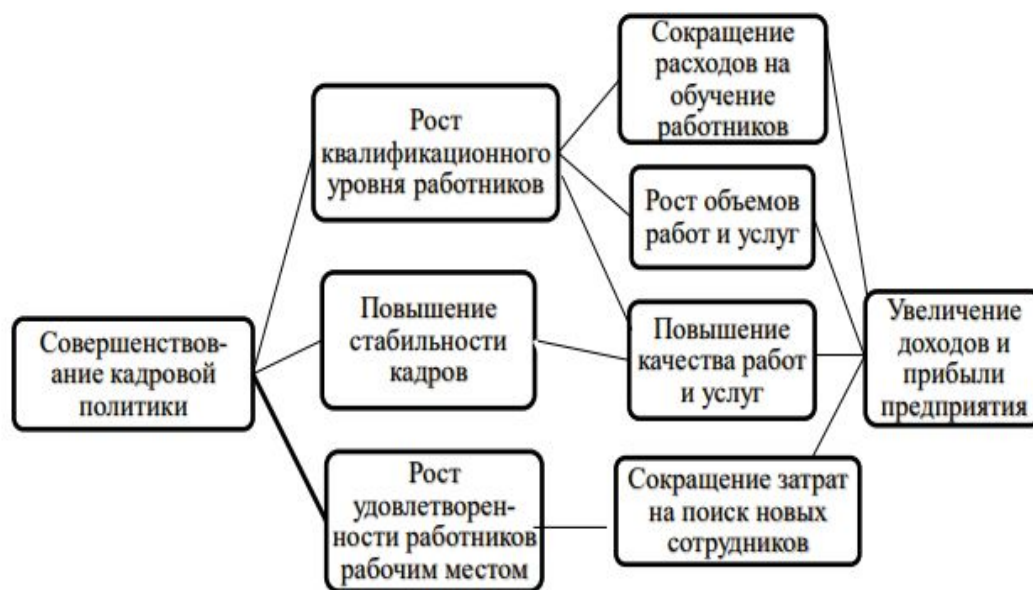 Совершенствов-
ание кадровой
политики
Рост
квалификационного
уровня работников
Повышение
стабильности
кадров
Рост
удовлетворен-
ности работников
рабочим местом
Сокращение
расходов на
обучение
работников
Рост объемов
работ и услуг
Повышение
качества работ
и услуг
Сокращение затрат
на поиск новых
сотрудников
Увеличение
доходов и
прибыли
предприятия